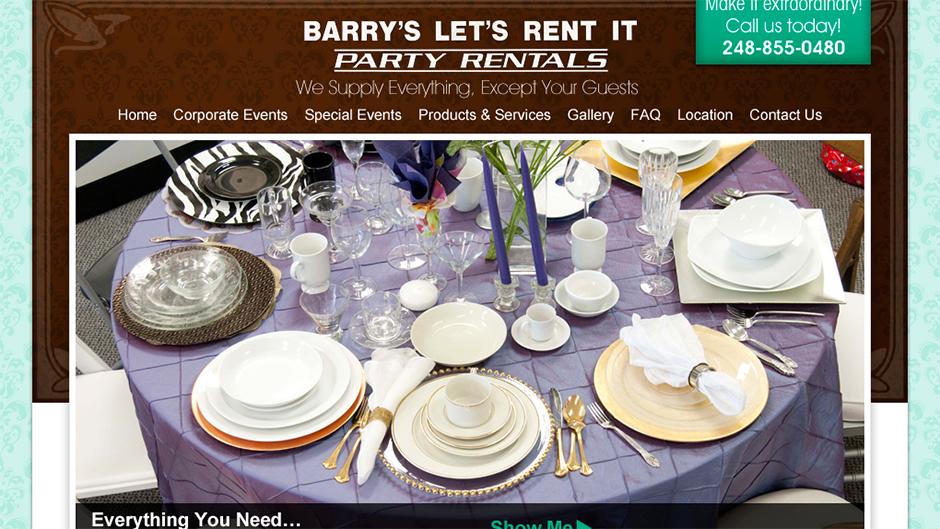 Make it extraordinary!
Call us today!
248-855-0480
BARRY'S LET'S RENT IT
PARTY RENTALS
We Supply Everything, Except Your Guests
Home Corporate Events Special Events Products & Services Gallery FAQ Location Contact Us
Everything You Need...
Show Me